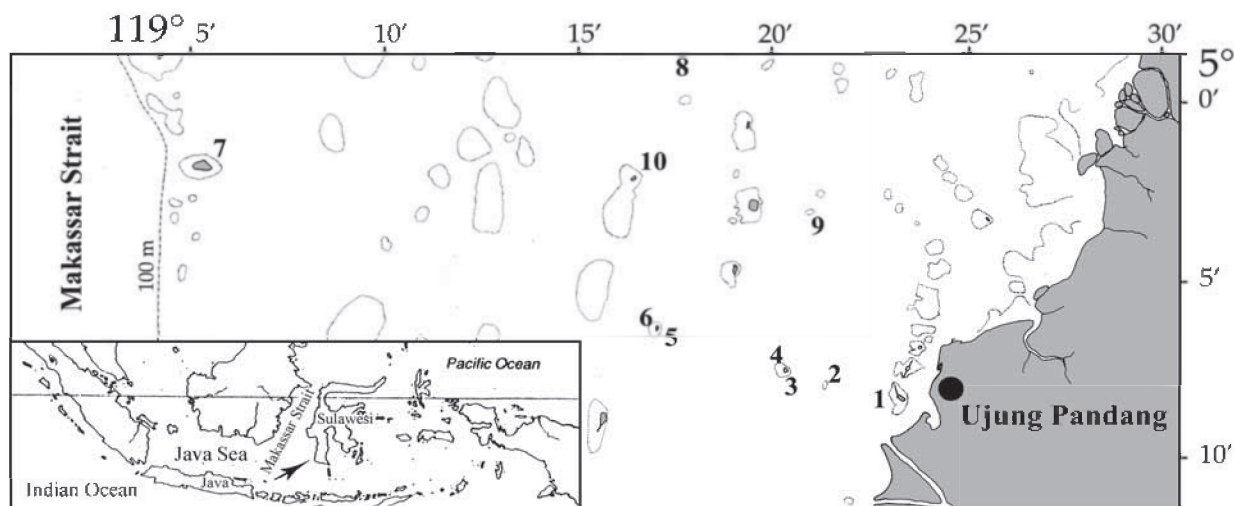 119° 5′ 10′ 15′ 20′ 25′ 30′
5°
0′
5′
10′
Makassar Strait
100 m
8
7
10
9
6
5
4
3
2
1
Ujung Pandang
Pacific Ocean
Makassar Strait
Sulawesi
Java Sea
Java
Indian Ocean